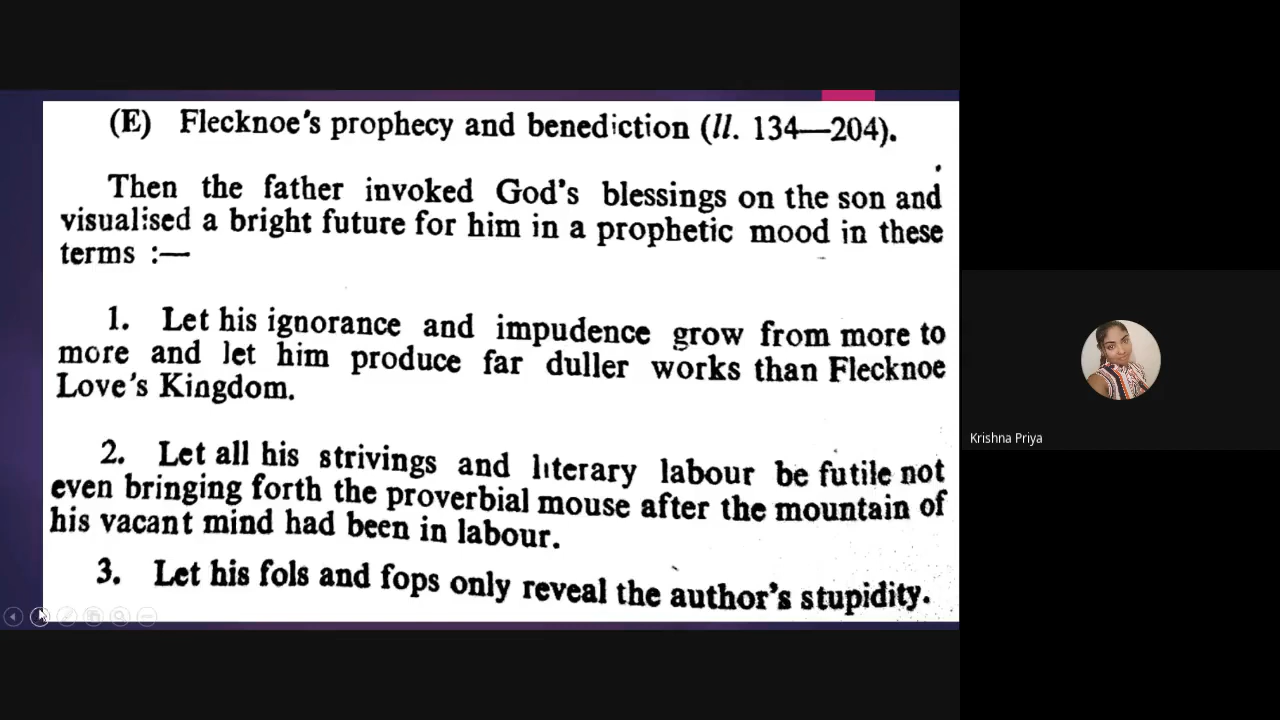 (E) Flecknoe's prophecy and benediction (ll. 134—204).
Then the father invoked God's blessings on the son and
visualised a bright future for him in a prophetic mood in these
terms :—
1. Let his ignorance and impudence grow from more to
more and let him produce far duller works than Flecknoe
Love's Kingdom.
2. Let all his strivings and literary labour be futile not
even bringing forth the proverbial mouse after the mountain of
his vacant mind had been in labour.
3. Let his fols and fops only reveal the author's stupidity.
Krishna Priya